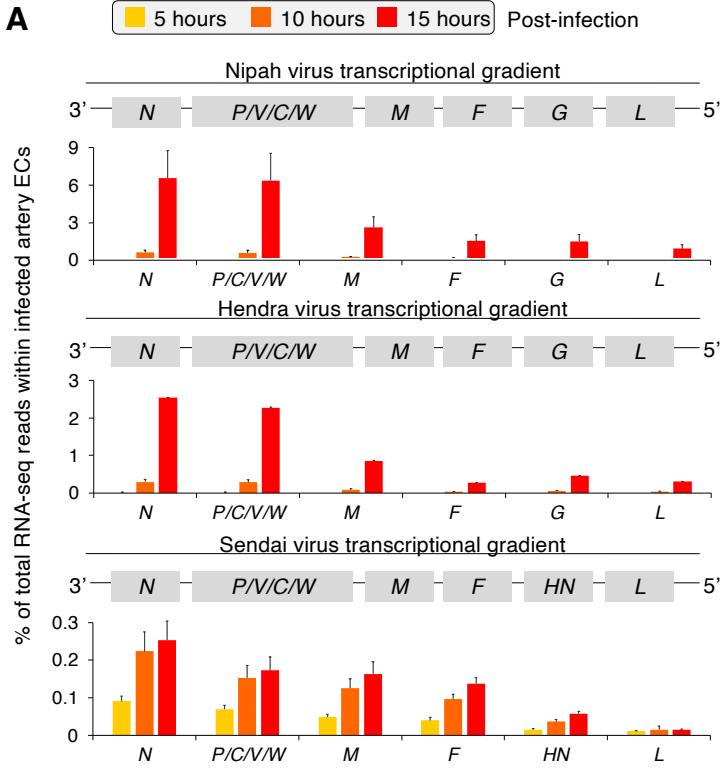 A
5 hours 10 hours 15 hours Post-infection
% of total RNA-seq reads within infected artery ECs
Nipah virus transcriptional gradient
3’ N P/V/C/W M F G L 5’
9
6
3
0
N P/C/V/W M F G L
Hendra virus transcriptional gradient
3’ N P/V/C/W M F G L 5’
3
2
1
0
N P/C/V/W M F G L
Sendai virus transcriptional gradient
3’ N P/V/C/W M F HN L 5’
0.3
0.2
0.1
0
N P/C/V/W M F HN L